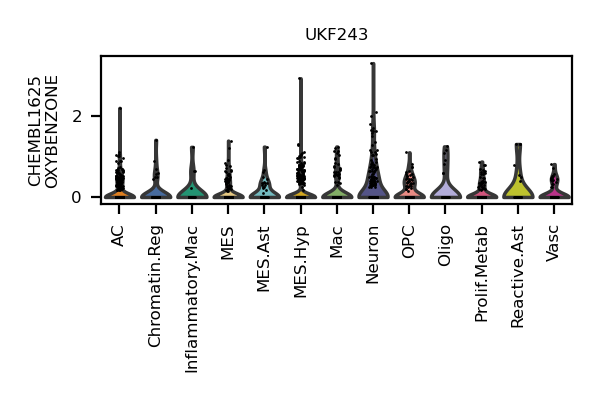 UKF243
CHEMBL1625
OXYBENZONE
2
0
AC
Chromatin.Reg
Inflammatory.Mac
MES
MES.Ast
MES.Hyp
Mac
Neuron
OPC
Oligo
Prolif.Metab
Reactive.Ast
Vasc